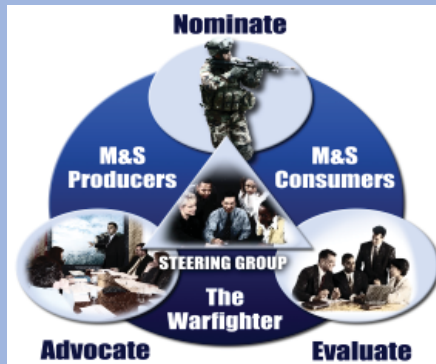 Nominate
M&S
Producers
M&S
Consumers
STEERING GROUP
The
Warfighter
Advocate
Evaluate